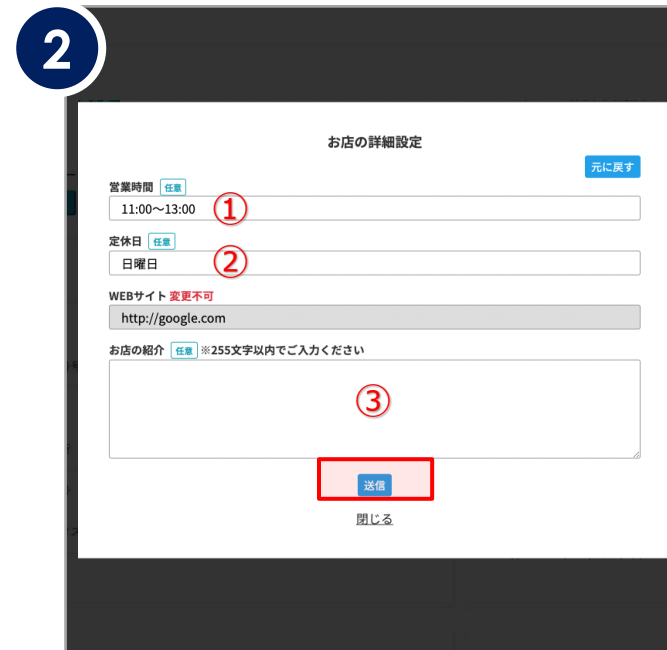 2
お店の詳細設定
元に戻す
営業時間 任意
11:00～13:00 ①
定休日 任意
日曜日 ②
WEBサイト 変更不可
http://google.com
お店の紹介 任意 ※255文字以内でご入力ください
③
送信
閉じる